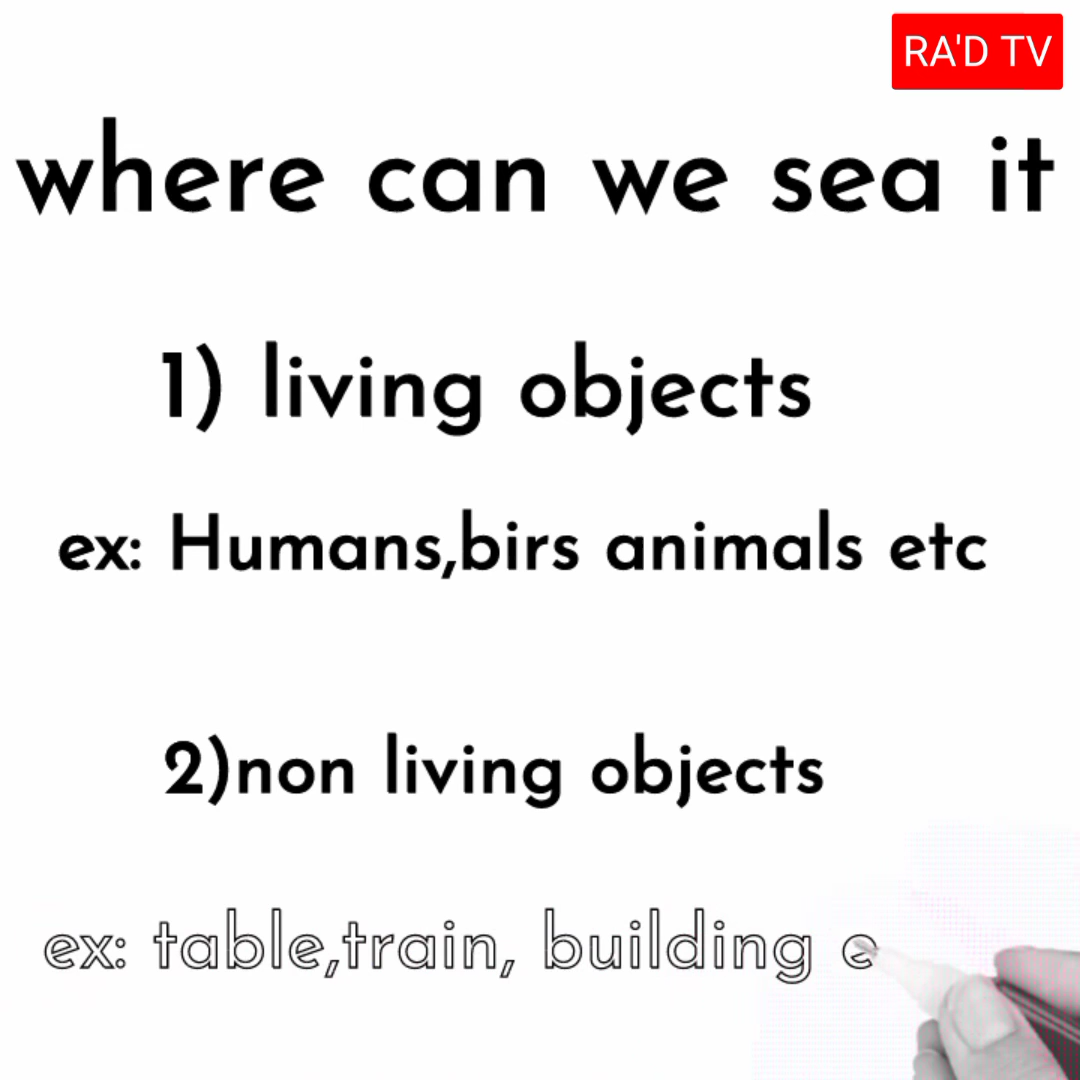 RA'D TV
where can we sea it
1) living objects
ex: Humans,birs animals etc
2)non living objects
ex: table,train, building e